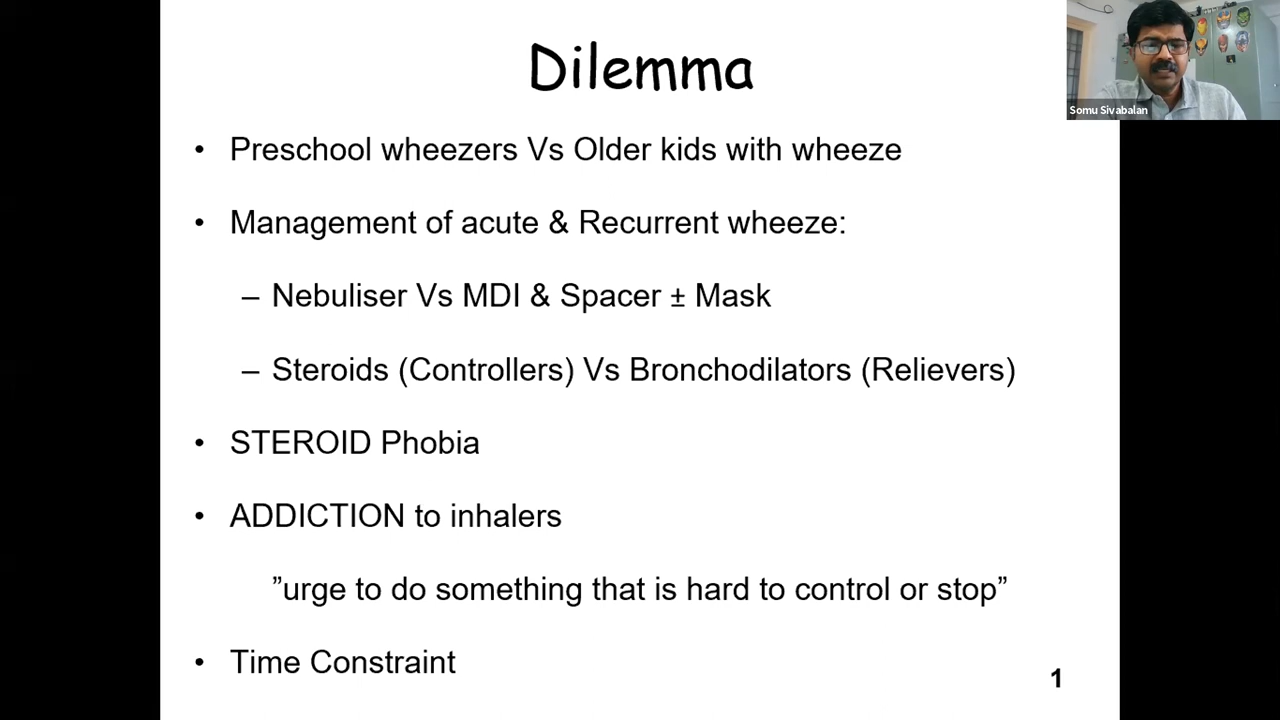 Dilemma
Somu Sivabalan
• Preschool wheezers Vs Older kids with wheeze
• Management of acute & Recurrent wheeze:
– Nebuliser Vs MDI & Spacer ± Mask
– Steroids (Controllers) Vs Bronchodilators (Relievers)
• STEROID Phobia
• ADDICTION to inhalers
”urge to do something that is hard to control or stop”
• Time Constraint
1